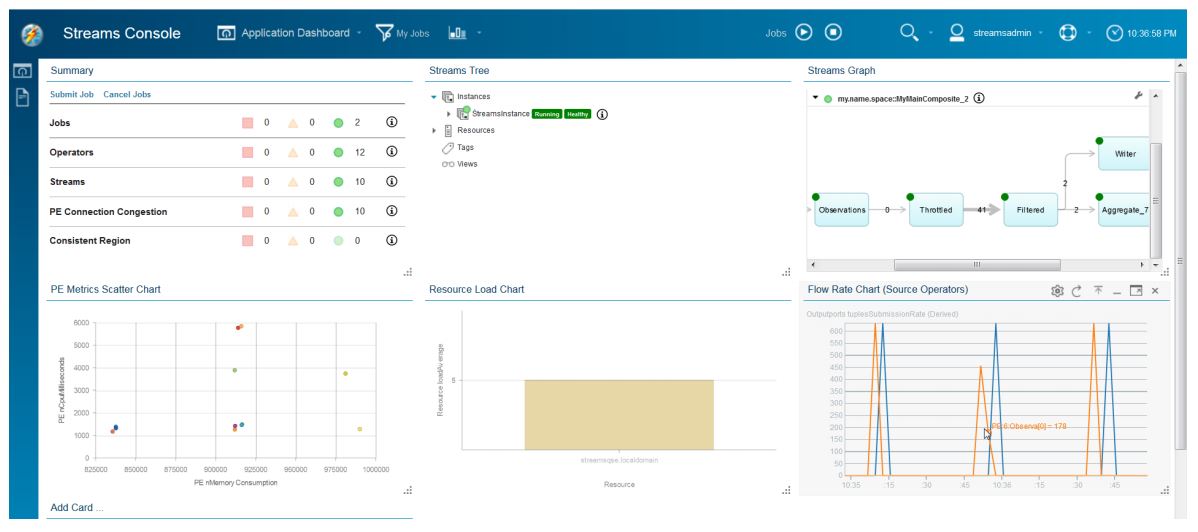 Streams Console
Application Dashboard
My Jobs
Jobs
streamsadmin
10:36:58 PM
Summary
Submit Job Cancel Jobs
Jobs 0 0 2
Operators 0 0 12
Streams 0 0 10
PE Connection Congestion 0 0 10
Consistent Region 0 0 0
Streams Tree
Instances
StreamsInstance Running Healthy
Resources
Tags
Views
Streams Graph
my.name.space::MyMainComposite_2
Writer
2
Observations 0 Throttled 41 Filtered 2 Aggregate_7
PE Metrics Scatter Chart
PE nCpuMilliseconds
6000
5000
4000
3000
2000
1000
0
825000 850000 875000 900000 925000 950000 975000 1000000
PE nMemory Consumption
Resource Load Chart
Resource loadAverage
5
streamsqse.localdomain
Resource
Flow Rate Chart (Source Operators)
Outputports tuplesSubmissionRate (Derived)
600
550
500
450
400
350
300
250
200
150
100
50
0
PE:6:Observa[0] = 178
10:35 :15 :30 :45 10:36 :15 :30 :45
Add Card ...